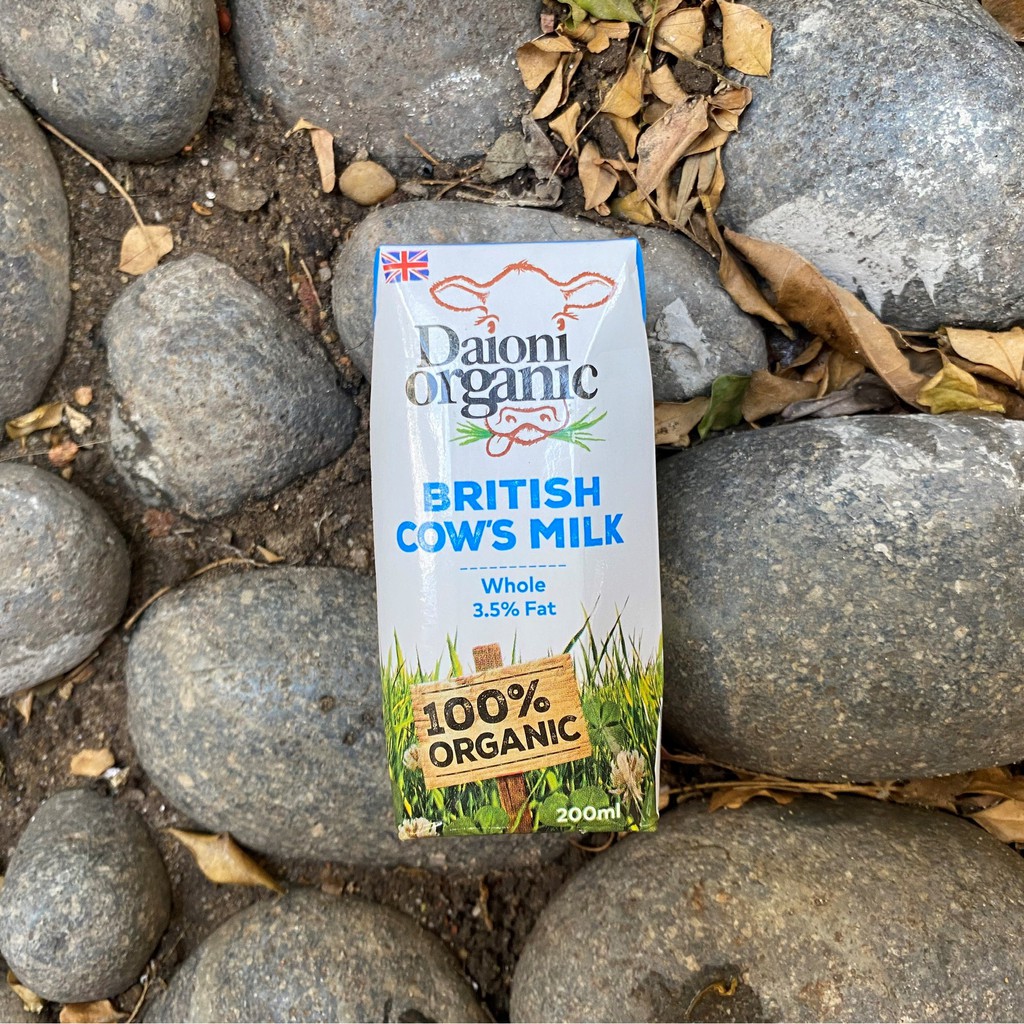 Daioni
organic
BRITISH
COW'S MILK
Whole
3.5% Fat
100%
ORGANIC
200ml